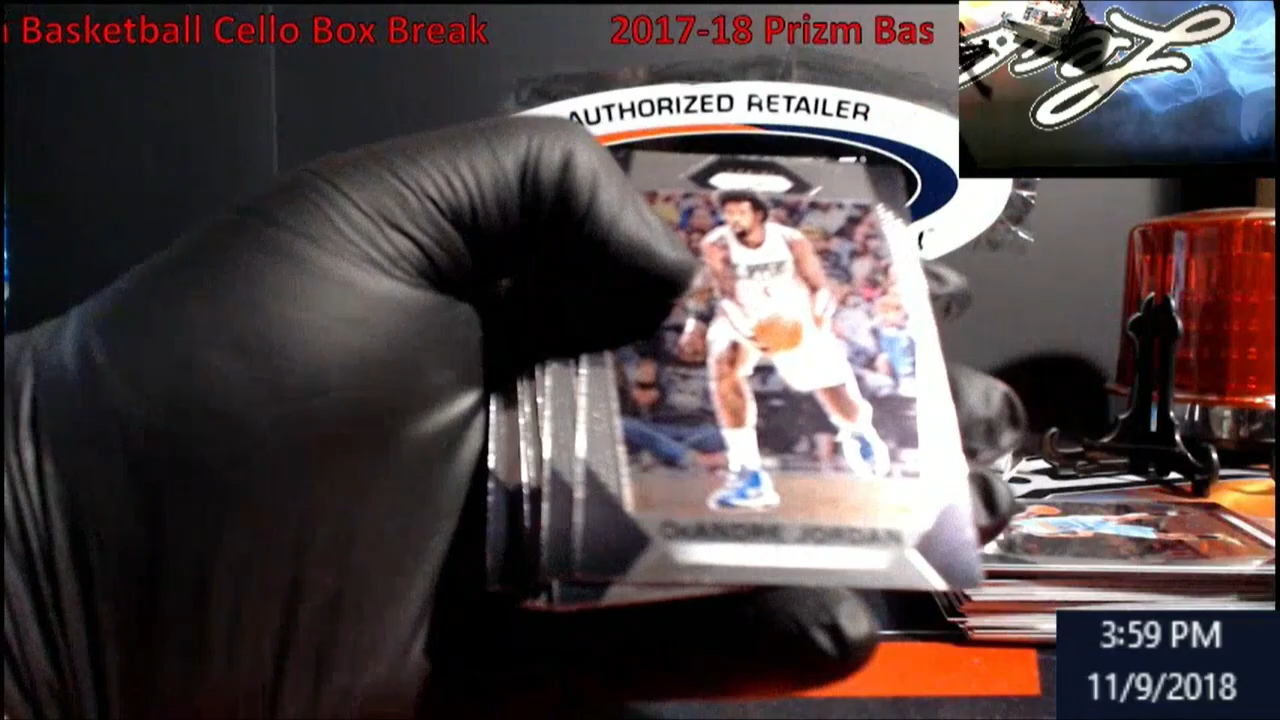 Basketball Cello Box Break 2017-18 Prizm Bas
AUTHORIZED RETAILER
DEANDRE JORDAN
3:59 PM
11/9/2018